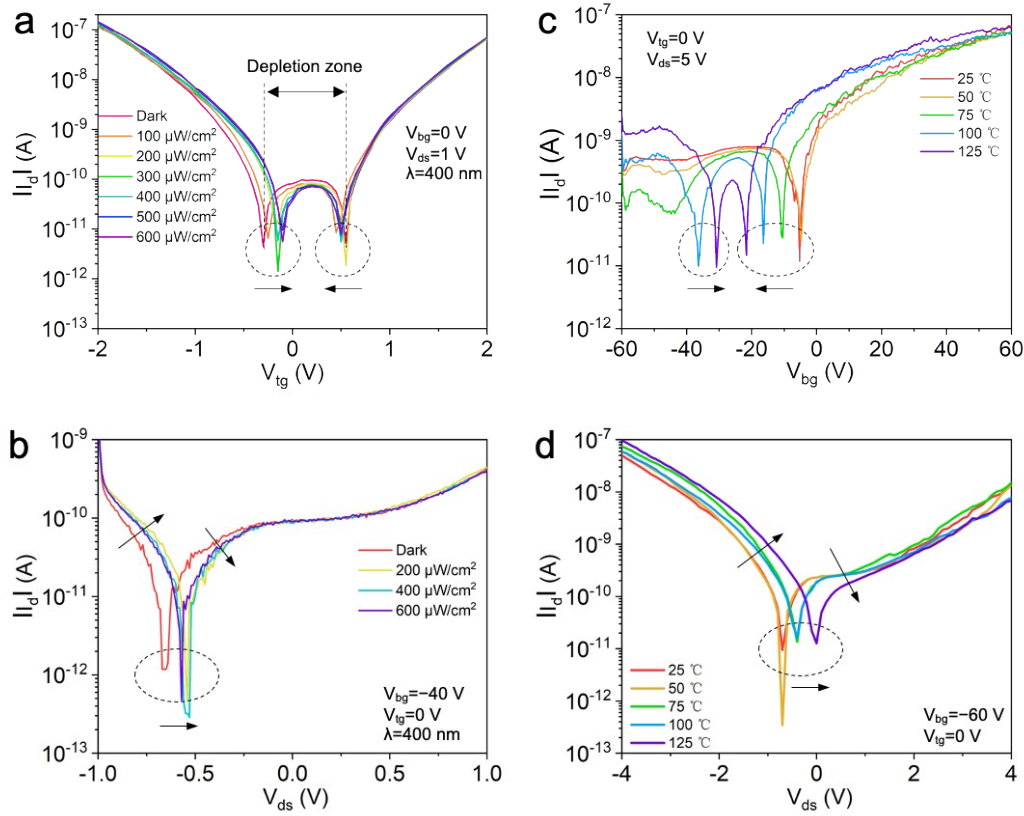 a
10⁻⁷
10⁻⁸
10⁻⁹
10⁻¹⁰
10⁻¹¹
10⁻¹²
10⁻¹³
|I_d| (A)
Depletion zone
Dark
100 μW/cm²
200 μW/cm²
300 μW/cm²
400 μW/cm²
500 μW/cm²
600 μW/cm²
V_bg=0 V
V_ds=1 V
λ=400 nm
-2 -1 0 1 2
V_tg (V)
c
10⁻⁷
10⁻⁸
10⁻⁹
10⁻¹⁰
10⁻¹¹
10⁻¹²
|I_d| (A)
V_tg=0 V
V_ds=5 V
25 ℃
50 ℃
75 ℃
100 ℃
125 ℃
-60 -40 -20 0 20 40 60
V_bg (V)
b
10⁻⁹
10⁻¹⁰
10⁻¹¹
10⁻¹²
10⁻¹³
|I_d| (A)
Dark
200 μW/cm²
400 μW/cm²
600 μW/cm²
V_bg=−40 V
V_tg=0 V
λ=400 nm
-1.0 -0.5 0.0 0.5 1.0
V_ds (V)
d
10⁻⁷
10⁻⁸
10⁻⁹
10⁻¹⁰
10⁻¹¹
10⁻¹²
10⁻¹³
|I_d| (A)
25 ℃
50 ℃
75 ℃
100 ℃
125 ℃
V_bg=−60 V
V_tg=0 V
-4 -2 0 2 4
V_ds (V)